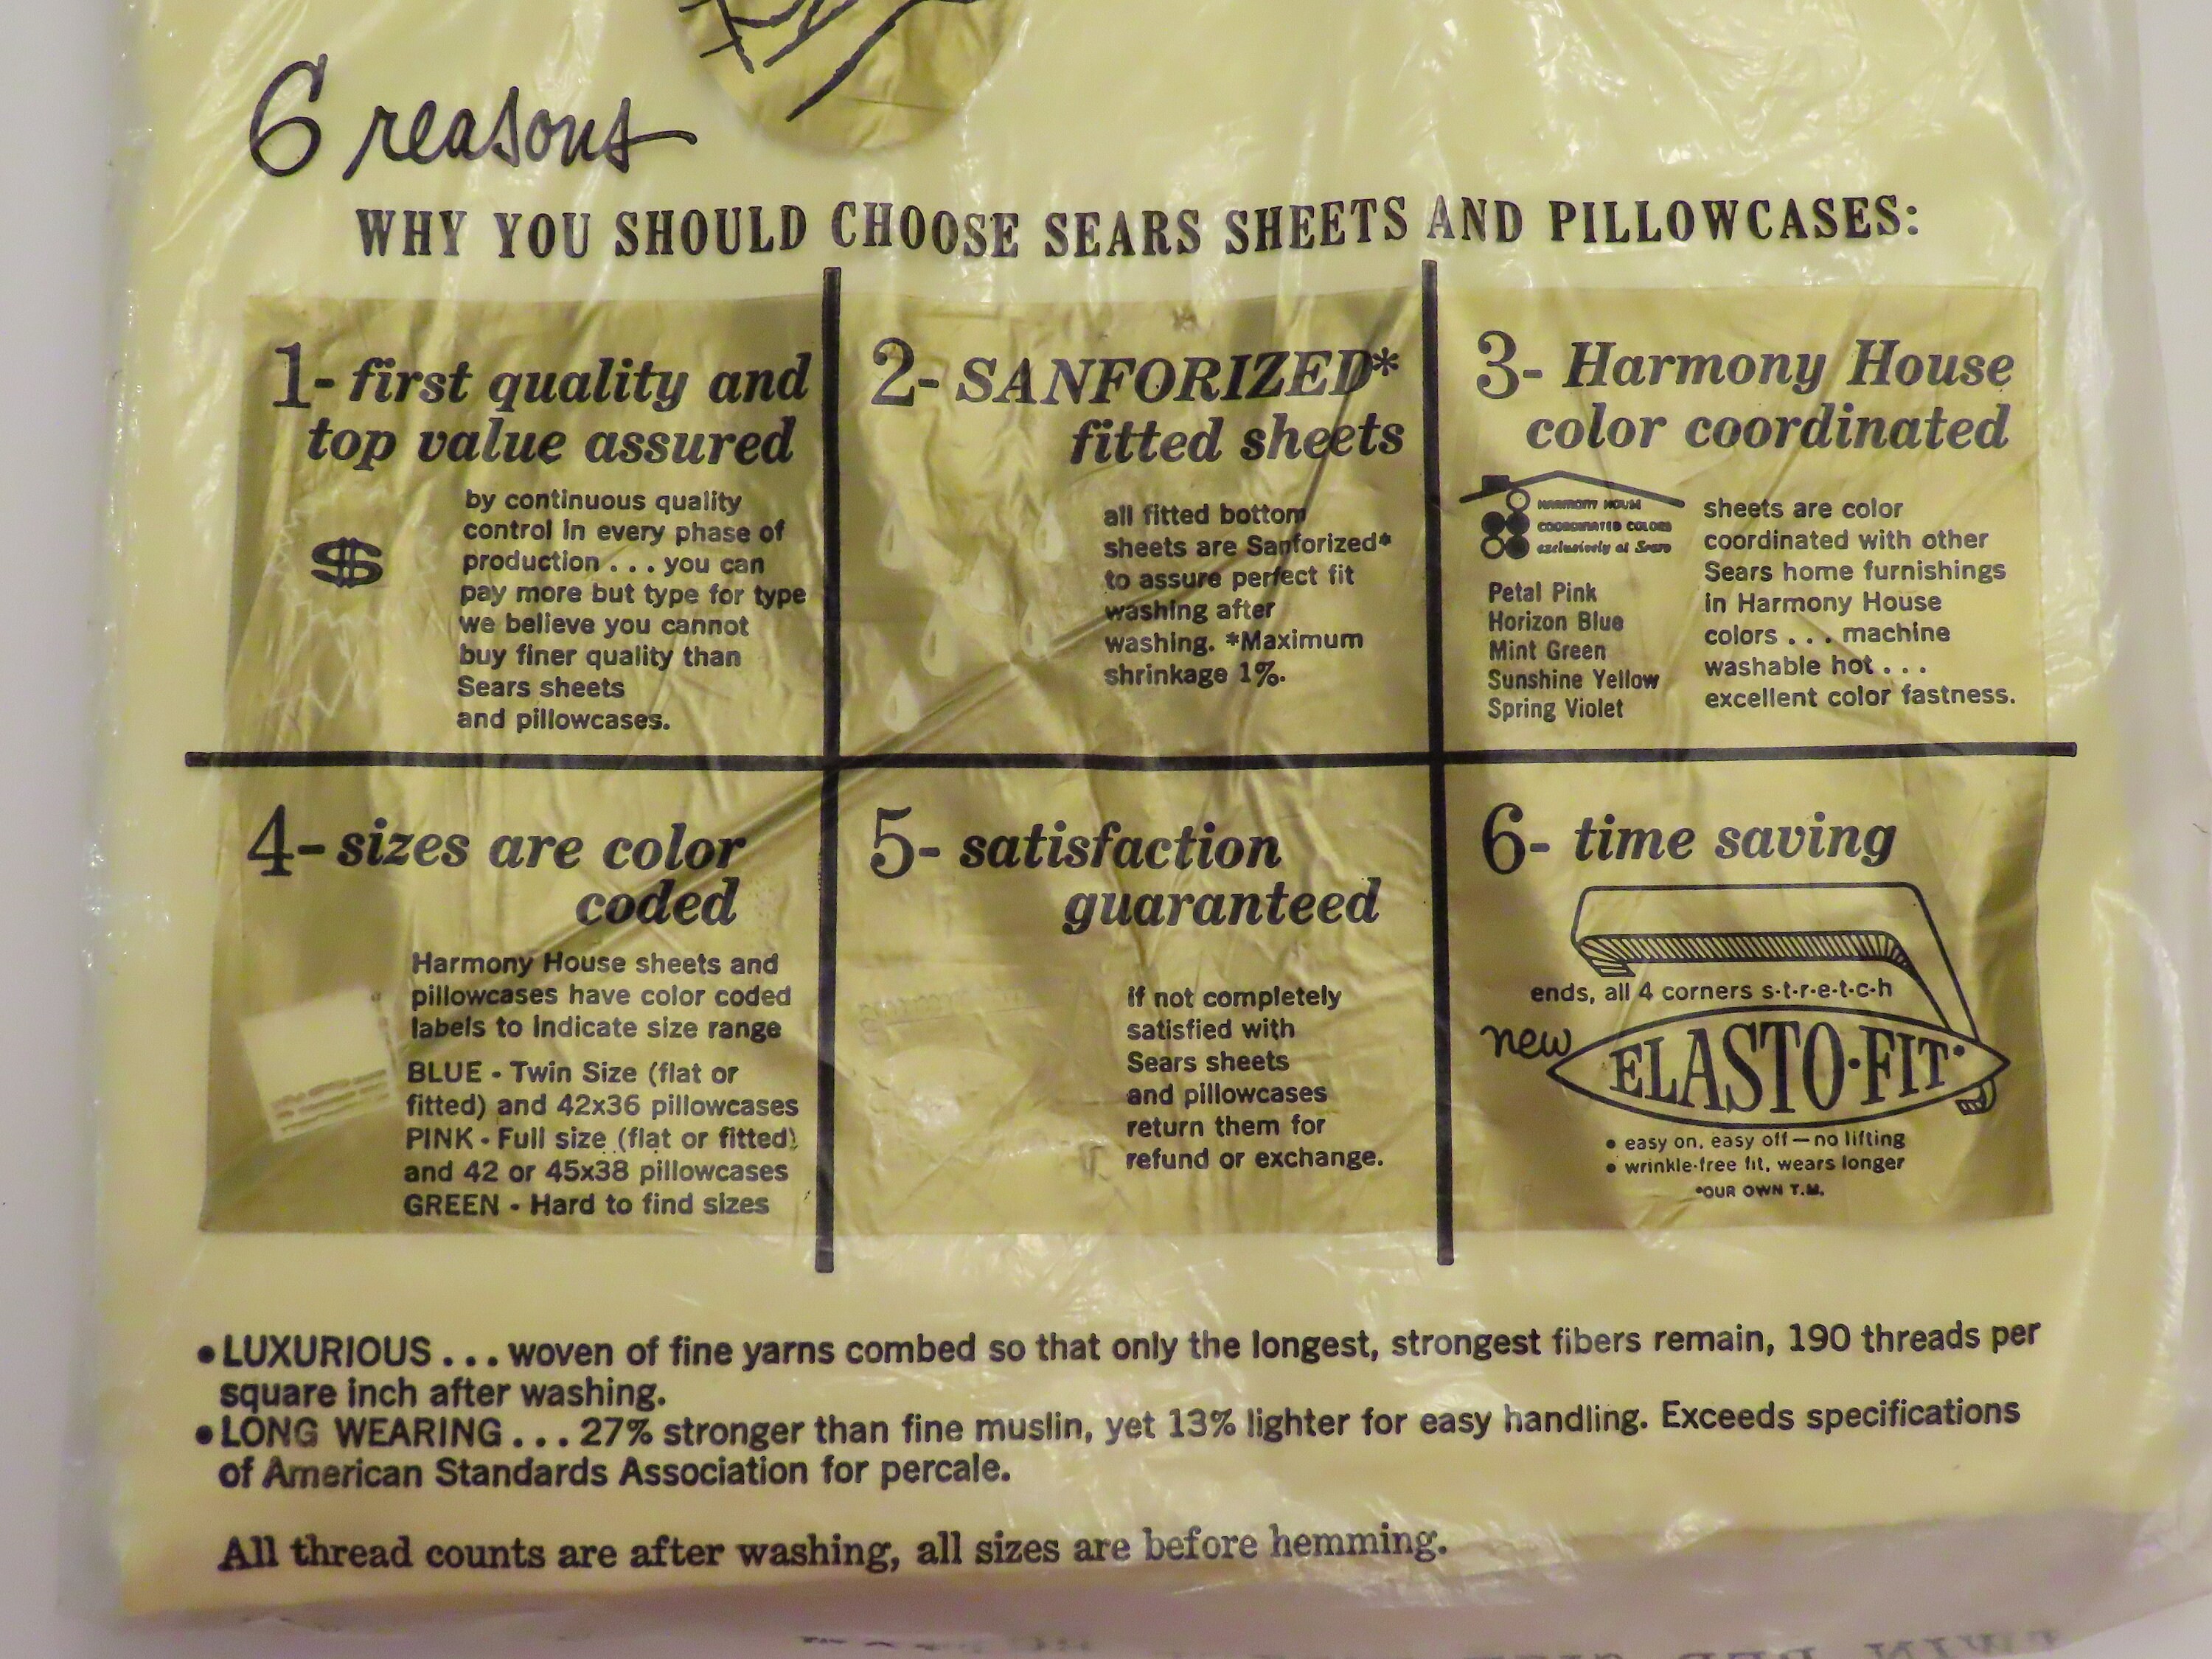 6 reasons
WHY YOU SHOULD CHOOSE SEARS SHEETS AND PILLOWCASES:
1- first quality and
top value assured
$
by continuous quality
control in every phase of
production . . . you can
pay more but type for type
we believe you cannot
buy finer quality than
Sears sheets
and pillowcases.
2- SANFORIZED*
fitted sheets
all fitted bottom
sheets are Sanforized*
to assure perfect fit
washing after
washing. *Maximum
shrinkage 1%.
3- Harmony House
color coordinated
HARMONY HOUSE
COORDINATED COLORS
exclusively at Sears
Petal Pink
Horizon Blue
Mint Green
Sunshine Yellow
Spring Violet
sheets are color
coordinated with other
Sears home furnishings
in Harmony House
colors . . . machine
washable hot . . .
excellent color fastness.
4- sizes are color
coded
Harmony House sheets and
pillowcases have color coded
labels to indicate size range
BLUE - Twin Size (flat or
fitted) and 42x36 pillowcases
PINK - Full size (flat or fitted)
and 42 or 45x38 pillowcases
GREEN - Hard to find sizes
5- satisfaction
guaranteed
if not completely
satisfied with
Sears sheets
and pillowcases
return them for
refund or exchange.
6- time saving
ends, all 4 corners s-t-r-e-t-c-h
new
ELASTO-FIT*
• easy on, easy off — no lifting
• wrinkle-free fit, wears longer
*OUR OWN T.M.
• LUXURIOUS . . . woven of fine yarns combed so that only the longest, strongest fibers remain, 190 threads per
square inch after washing.
• LONG WEARING . . . 27% stronger than fine muslin, yet 13% lighter for easy handling. Exceeds specifications
of American Standards Association for percale.
All thread counts are after washing, all sizes are before hemming.